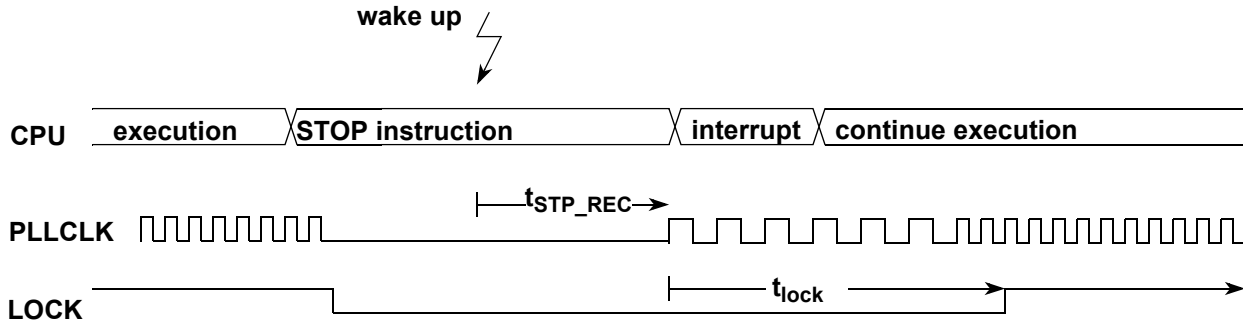 wake up
CPU execution STOP instruction interrupt continue execution
tSTP_REC
PLLCLK
tlock
LOCK